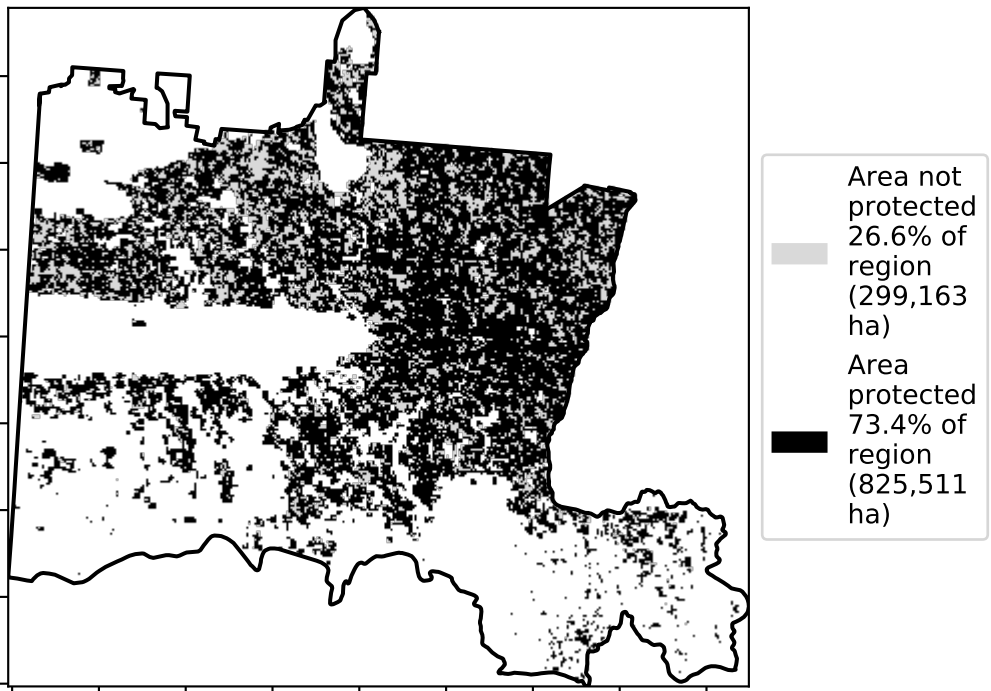 Area not
protected
26.6% of
region
(299,163
ha)
Area
protected
73.4% of
region
(825,511
ha)